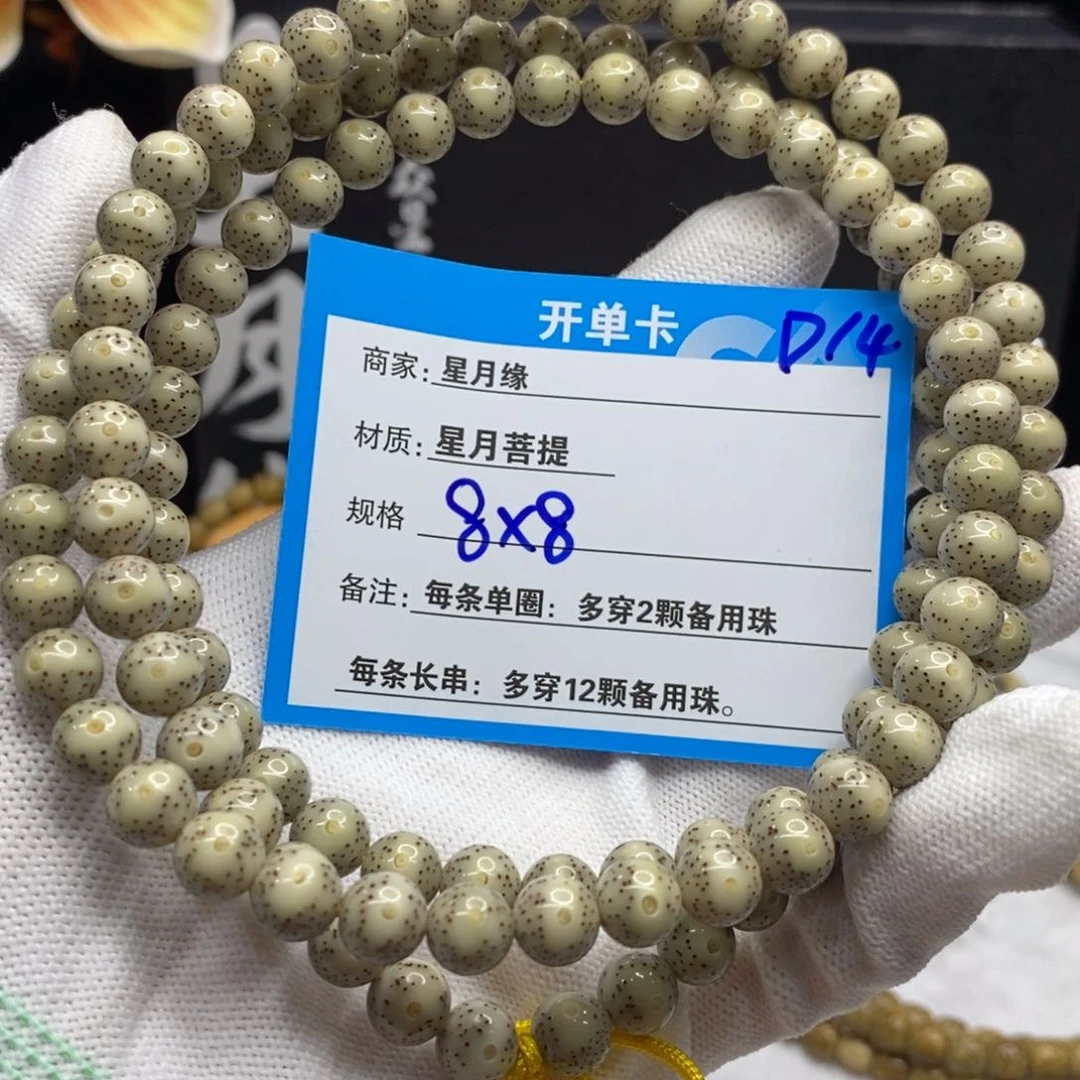 开单卡
D14
商家：星月缘
材质：星月菩提
规格 8x8
备注：每条单圈：多穿2颗备用珠
每条长串：多穿12颗备用珠。